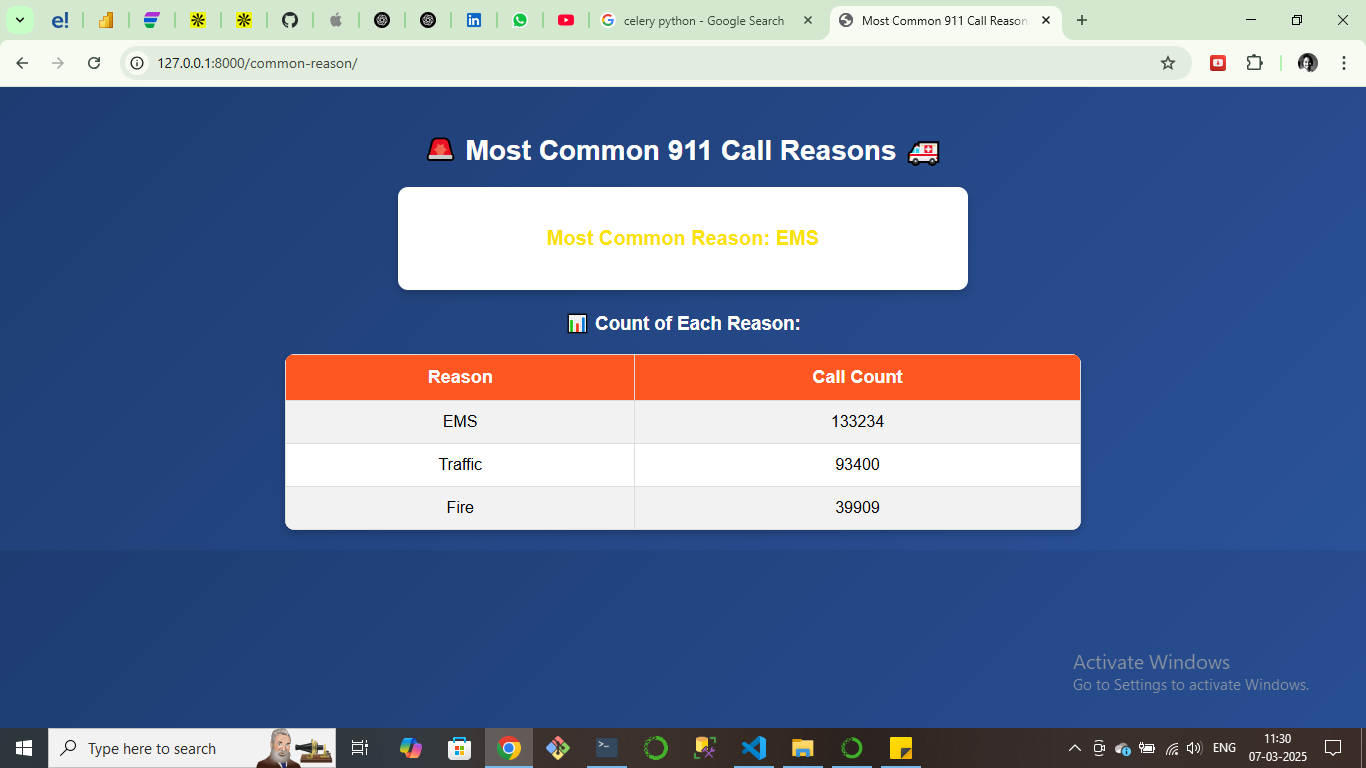 celery python - Google Search
Most Common 911 Call Reason
127.0.0.1:8000/common-reason/
Most Common 911 Call Reasons
Most Common Reason: EMS
Count of Each Reason:
Reason Call Count
EMS 133234
Traffic 93400
Fire 39909
Activate Windows
Go to Settings to activate Windows.
Type here to search
ENG
11:30
07-03-2025